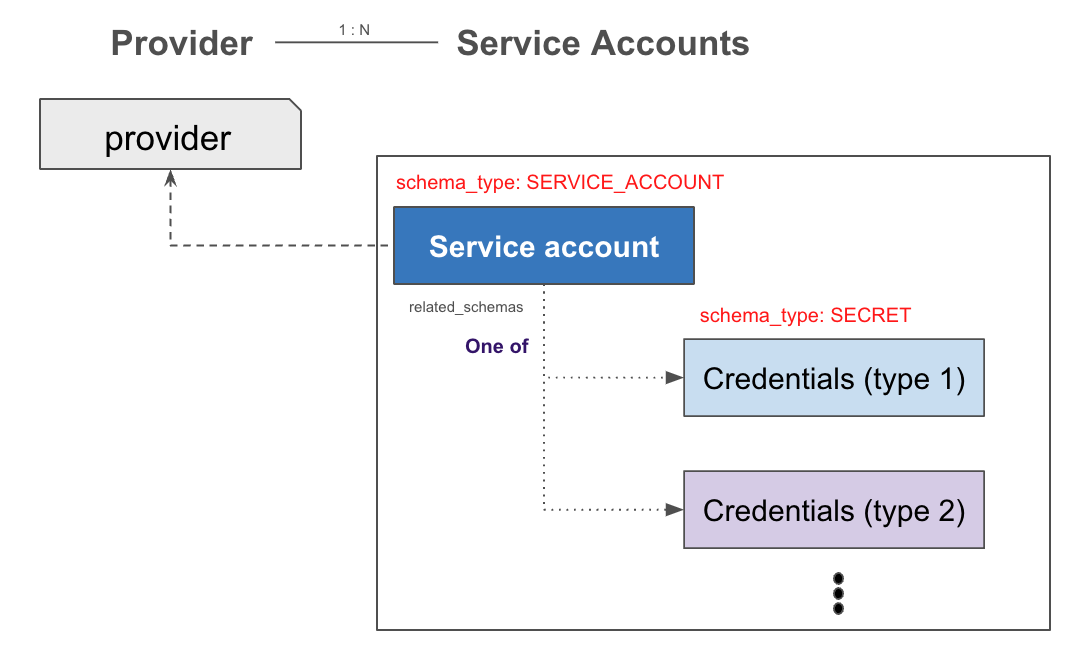 Provider
1 : N
Service Accounts
provider
schema_type: SERVICE_ACCOUNT
Service account
related_schemas
One of
schema_type: SECRET
Credentials (type 1)
Credentials (type 2)